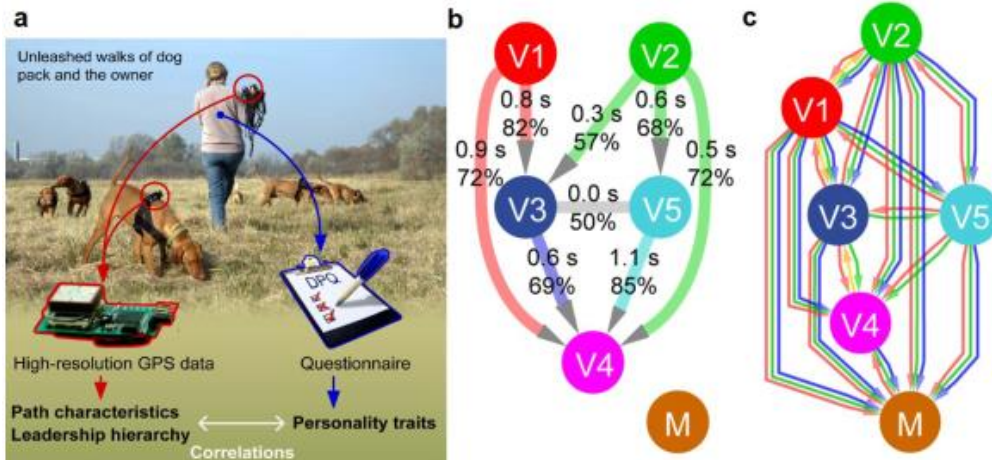 a
Unleashed walks of dog
pack and the owner
DPQ
High-resolution GPS data
Questionnaire
Path characteristics
Leadership hierarchy
Personality traits
Correlations
b
V1
V2
0.8 s
82%
0.3 s
57%
0.6 s
68%
0.9 s
72%
0.5 s
72%
V3
0.0 s
50%
V5
0.6 s
69%
1.1 s
85%
V4
M
c
V2
V1
V3
V5
V4
M